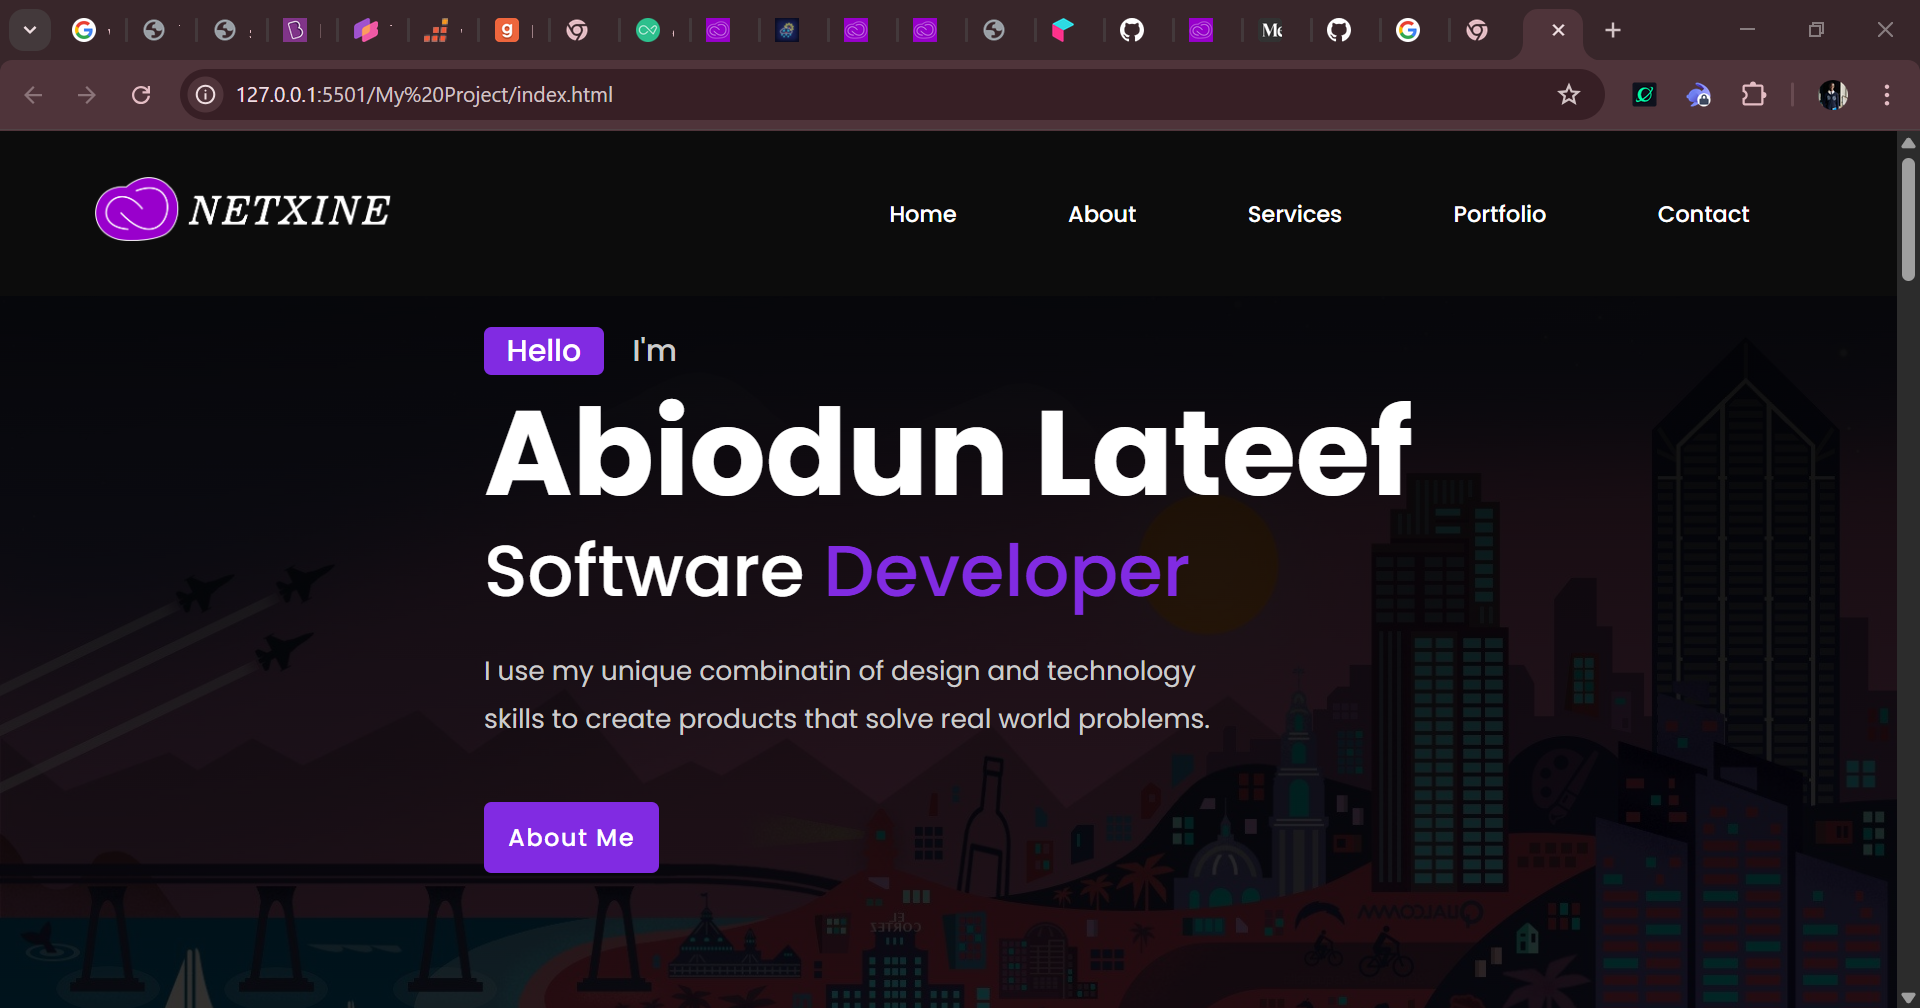 127.0.0.1:5501/My%20Project/index.html
NETXINE
Home About Services Portfolio Contact
Hello I'm
Abiodun Lateef
Software Developer
I use my unique combinatin of design and technology
skills to create products that solve real world problems.
About Me